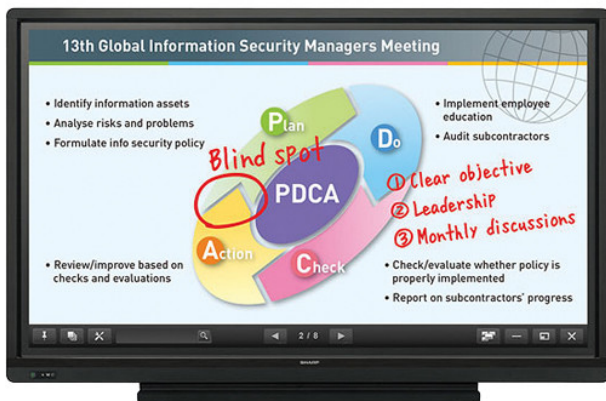 13th Global Information Security Managers Meeting
• Identify information assets
• Analyse risks and problems
• Formulate info security policy
Plan
Do
• Implement employee
education
• Audit subcontractors
Blind spot
PDCA
① Clear objective
② Leadership
③ Monthly discussions
Action
Check
• Review/improve based on
checks and evaluations
• Check/evaluate whether policy is
properly implemented
• Report on subcontractors' progress
2 / 8
SHARP